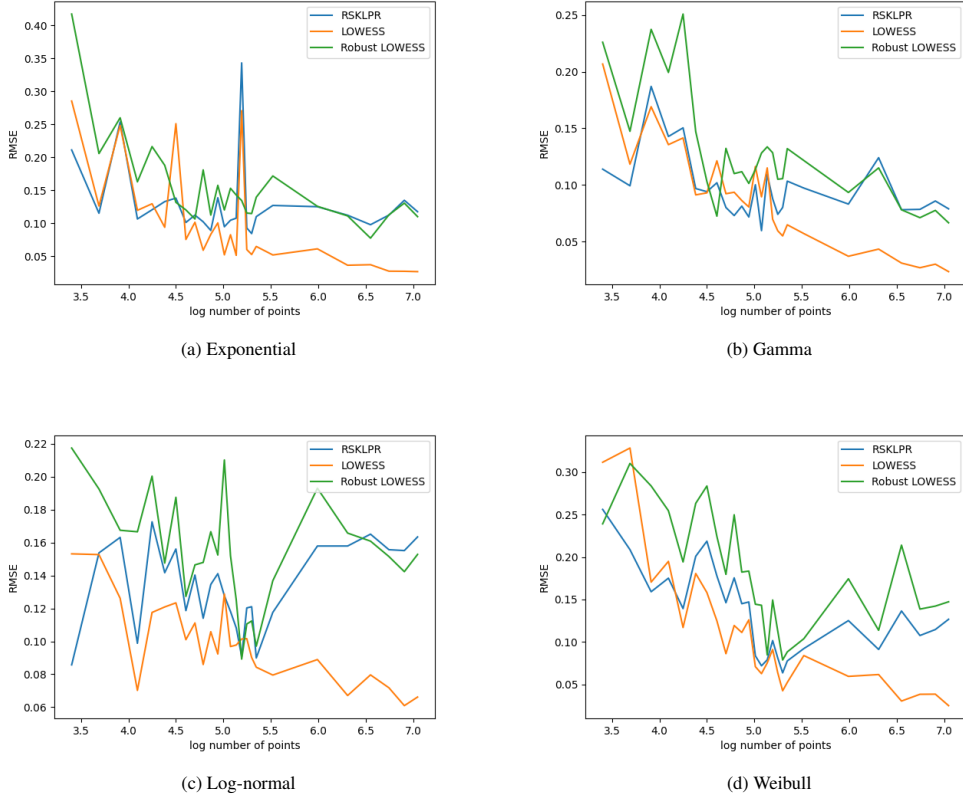 0.40
0.35
0.30
0.25
0.20
0.15
0.10
0.05
RMSE
RSKLPR
LOWESS
Robust LOWESS
3.5 4.0 4.5 5.0 5.5 6.0 6.5 7.0
log number of points
(a) Exponential
0.25
0.20
0.15
0.10
0.05
RMSE
RSKLPR
LOWESS
Robust LOWESS
3.5 4.0 4.5 5.0 5.5 6.0 6.5 7.0
log number of points
(b) Gamma
0.22
0.20
0.18
0.16
0.14
0.12
0.10
0.08
0.06
RMSE
RSKLPR
LOWESS
Robust LOWESS
3.5 4.0 4.5 5.0 5.5 6.0 6.5 7.0
log number of points
(c) Log-normal
0.30
0.25
0.20
0.15
0.10
0.05
RMSE
RSKLPR
LOWESS
Robust LOWESS
3.5 4.0 4.5 5.0 5.5 6.0 6.5 7.0
log number of points
(d) Weibull